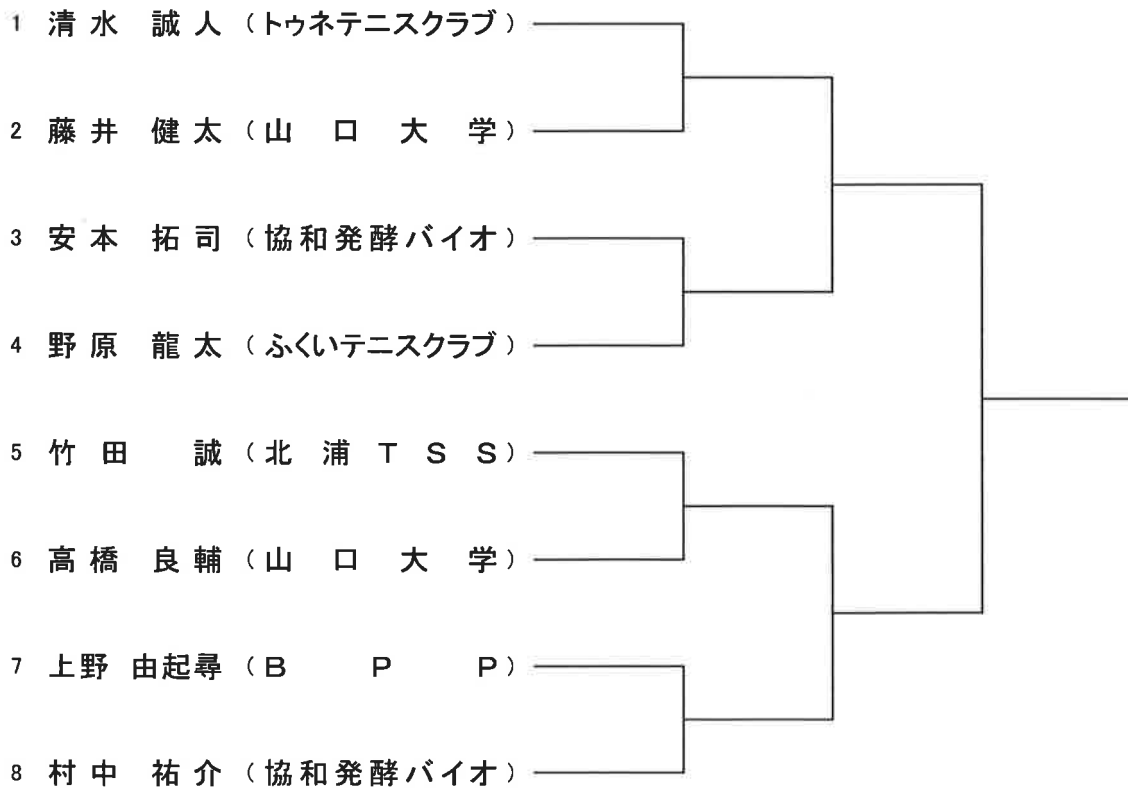 1 清水 誠人 (トゥネテニスクラブ)
2 藤井 健太 (山口大学)
3 安本 拓司 (協和発酵バイオ)
4 野原 龍太 (ふくいテニスクラブ)
5 竹田 誠 (北浦TSS)
6 高橋 良輔 (山口大学)
7 上野 由起尋 (BPP)
8 村中 祐介 (協和発酵バイオ)